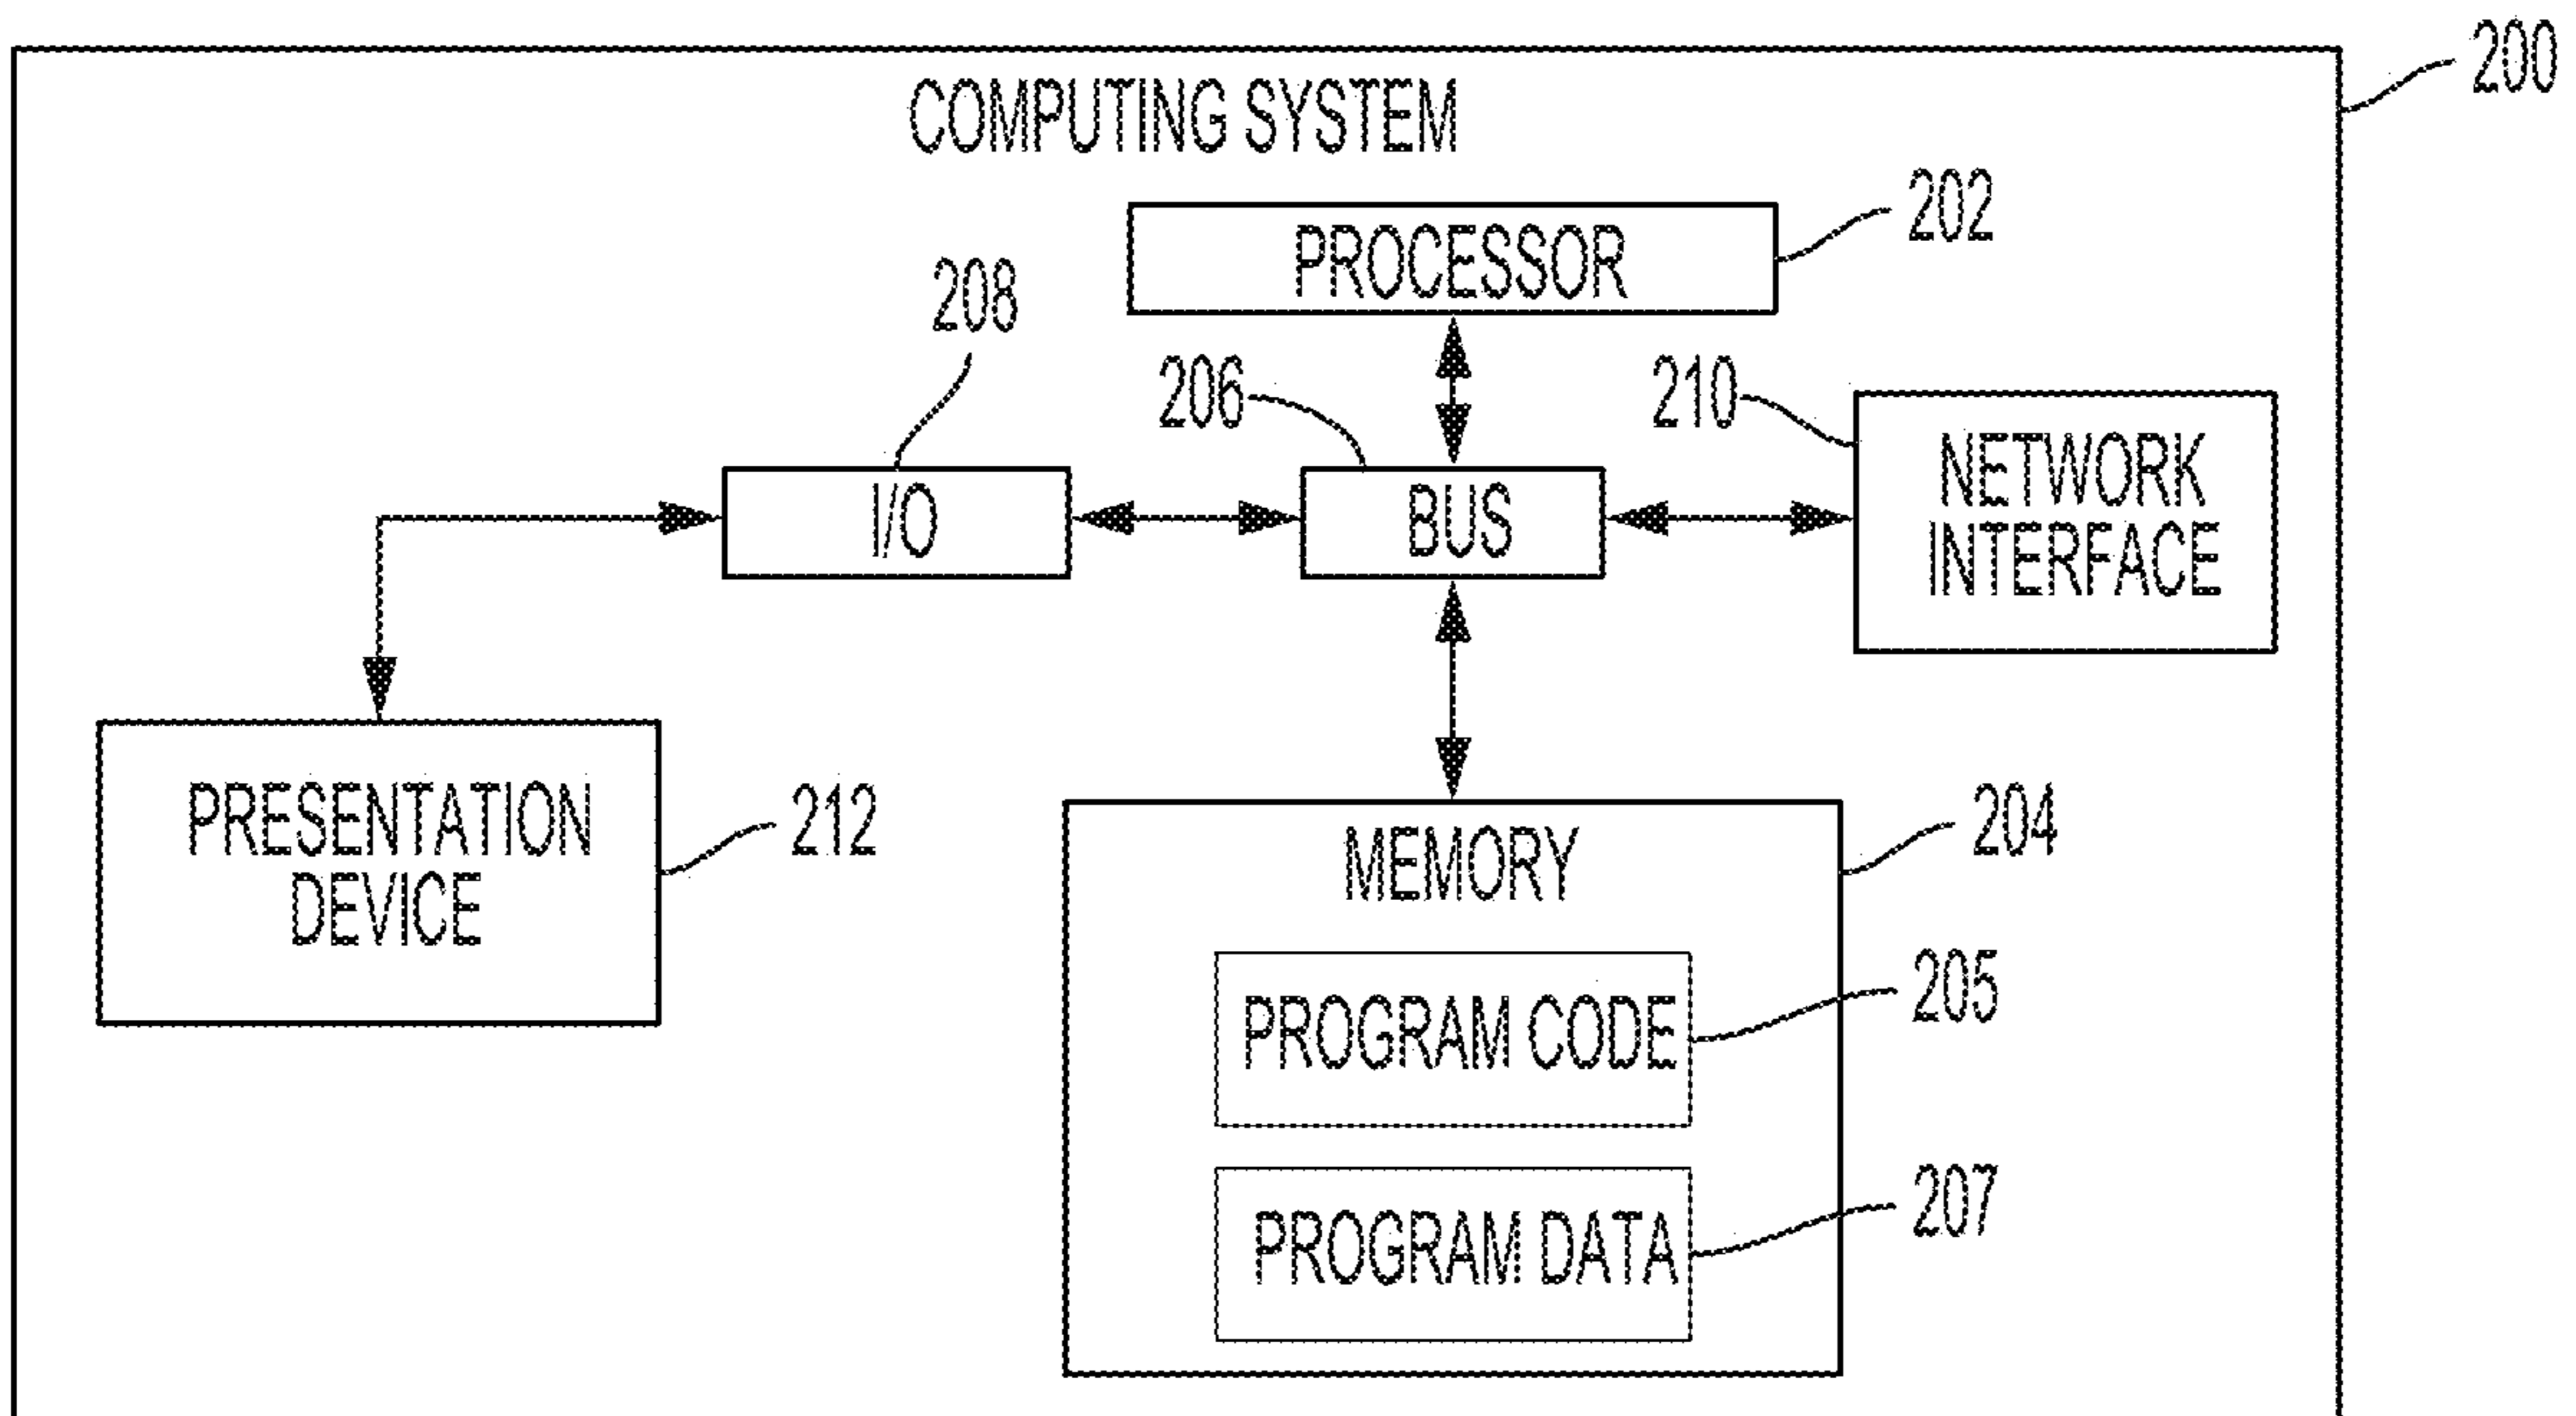 200
COMPUTING SYSTEM
202
PROCESSOR
208
206
210
I/O
BUS
NETWORK
INTERFACE
PRESENTATION
DEVICE
212
MEMORY
204
PROGRAM CODE
205
PROGRAM DATA
207